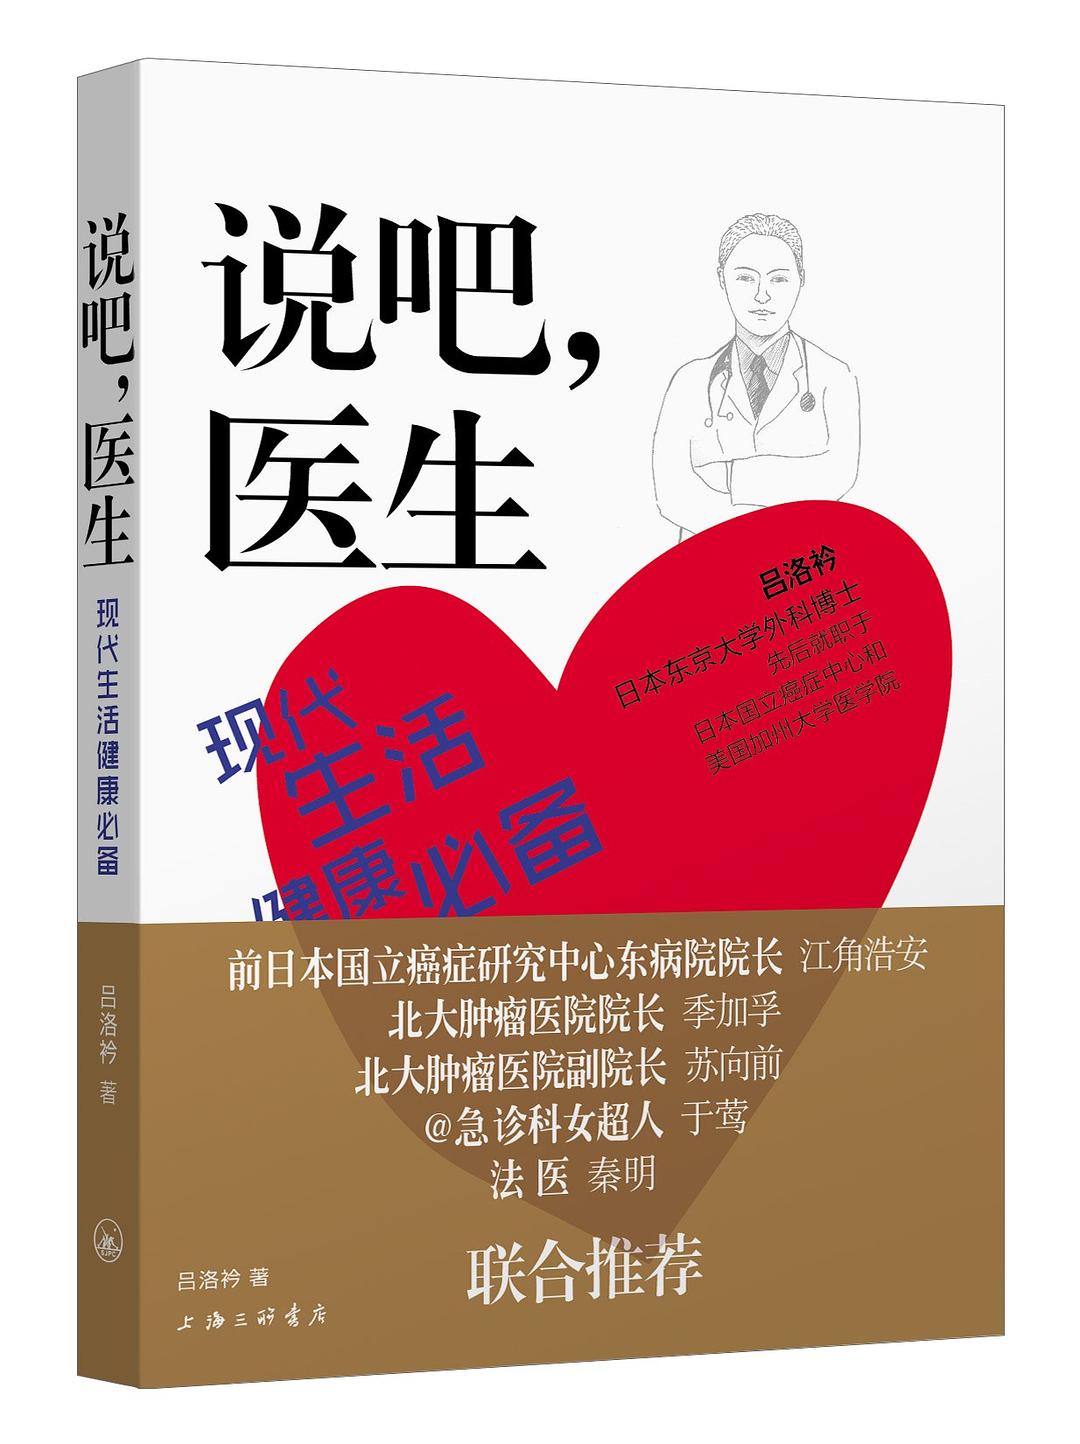 说吧，医生
现代生活健康必备
吕洛衿 著
SJPC
说吧，
医生
吕洛衿
日本东京大学外科博士
先后就职于
日本国立癌症中心和
美国加州大学医学院
现代
生活
健康必备
前日本国立癌症研究中心东病院院长 江角浩安
北大肿瘤医院院长 季加孚
北大肿瘤医院副院长 苏向前
@急诊科女超人 于莺
法医 秦明
联合推荐
吕洛衿 著
上海三联书店